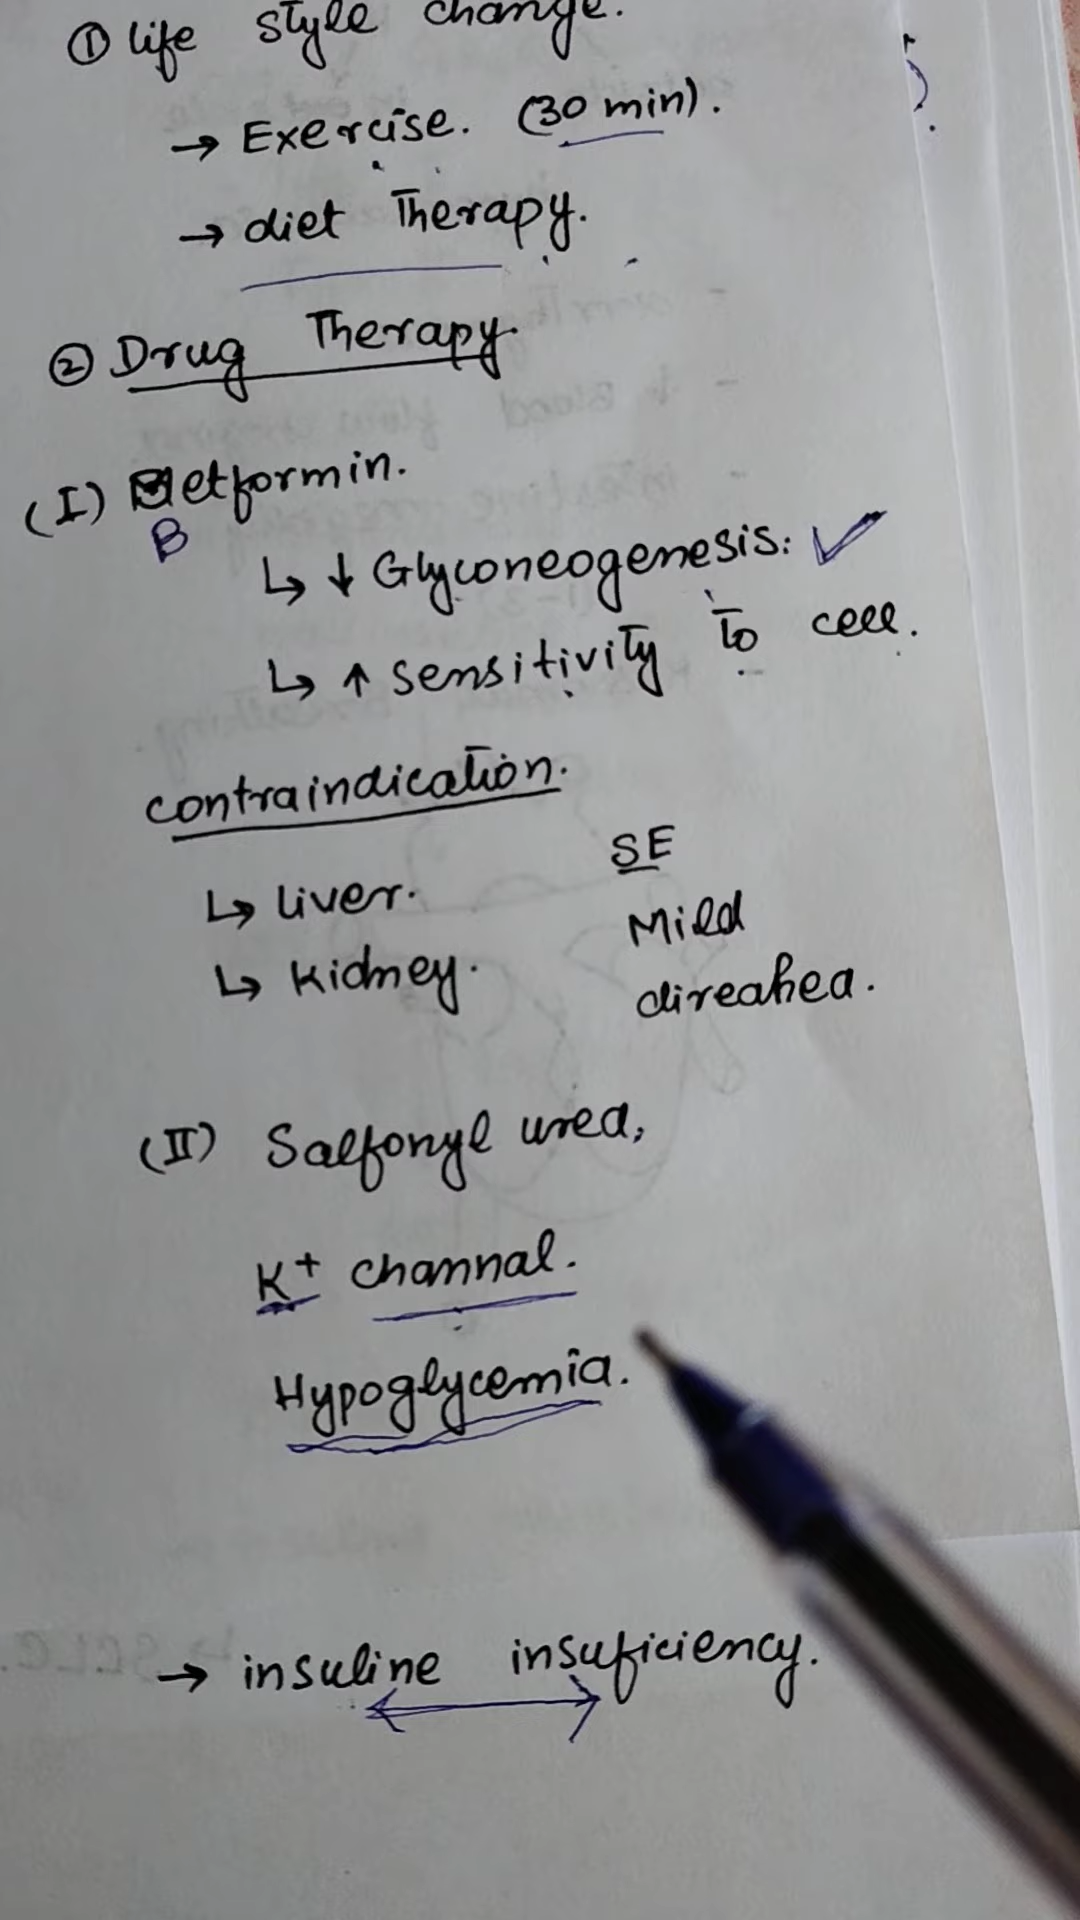 ① life style change.
→ Exercise. (30 min).
→ diet Therapy.
② Drug Therapy.
(I) Metformin.
B
↳ ↓ Glyconeogenesis: ✓
↳ ↑ sensitivity to cell.
contraindication.
SE
↳ liver.
Mild
↳ kidney.
direahea.
(II) Salfonyl urea,
K+ channal.
Hypoglycemia.
→ insuline insuficiency.